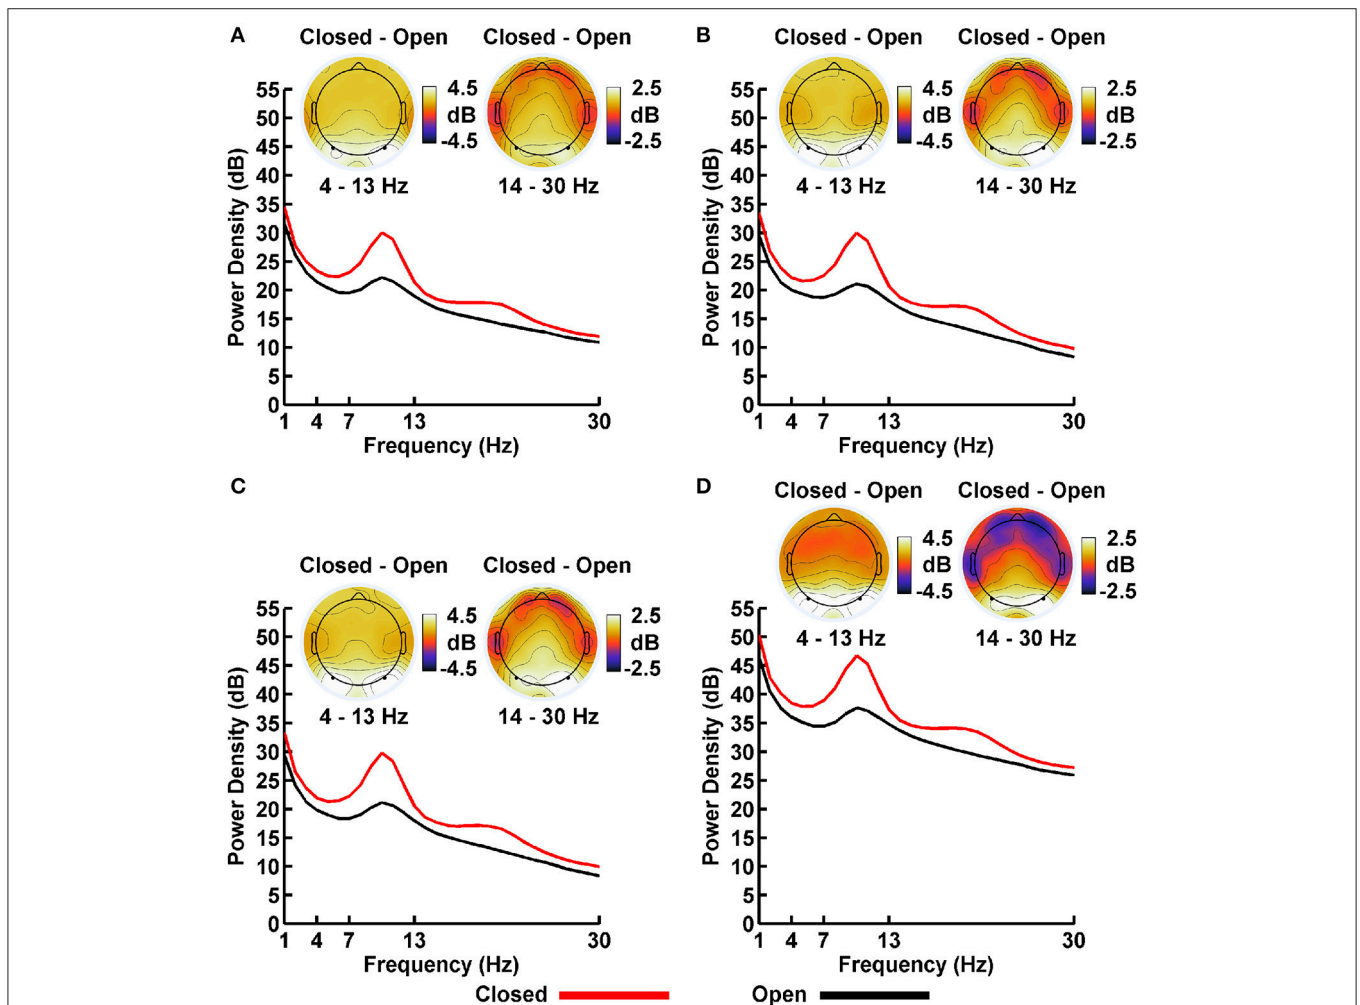 A
Closed - Open
Closed - Open
4.5
dB
-4.5
2.5
dB
-2.5
4 - 13 Hz
14 - 30 Hz
55
50
45
40
35
30
25
20
15
10
5
0
Power Density (dB)
1 4 7 13 30
Frequency (Hz)
B
Closed - Open
Closed - Open
4.5
dB
-4.5
2.5
dB
-2.5
4 - 13 Hz
14 - 30 Hz
55
50
45
40
35
30
25
20
15
10
5
0
Power Density (dB)
1 4 7 13 30
Frequency (Hz)
C
Closed - Open
Closed - Open
4.5
dB
-4.5
2.5
dB
-2.5
4 - 13 Hz
14 - 30 Hz
55
50
45
40
35
30
25
20
15
10
5
0
Power Density (dB)
1 4 7 13 30
Frequency (Hz)
D
Closed - Open
Closed - Open
4.5
dB
-4.5
2.5
dB
-2.5
4 - 13 Hz
14 - 30 Hz
55
50
45
40
35
30
25
20
15
10
5
0
Power Density (dB)
1 4 7 13 30
Frequency (Hz)
Closed
Open